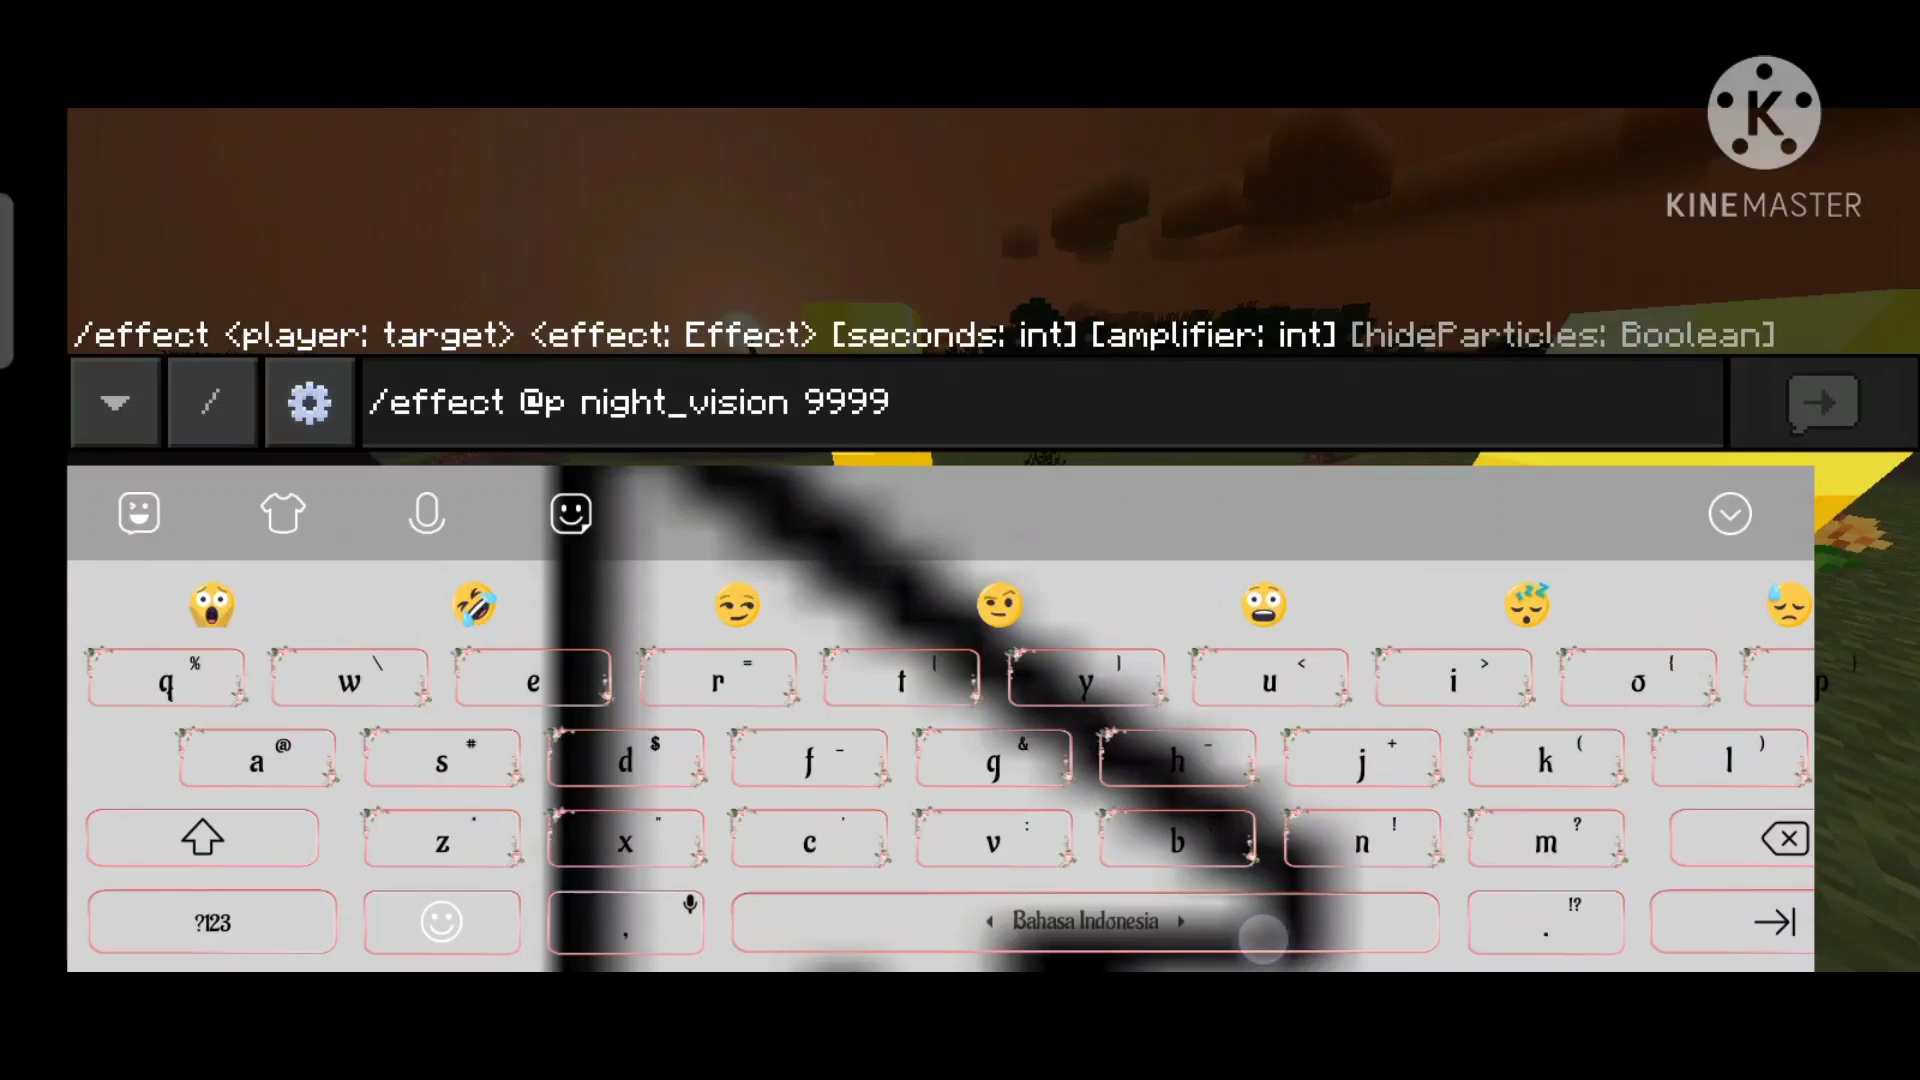 K
KINEMASTER
/effect <player: target> <effect: Effect> [seconds: int] [amplifier: int] [hideParticles: Boolean]
/
/effect @p night_vision 9999
q % w \ e r = t [ y ] u < i > o { p }
a @ s # d $ f _ g & h - j + k ( l )
z x " c ' v : b n ! m ?
?123 , Bahasa Indonesia . !?